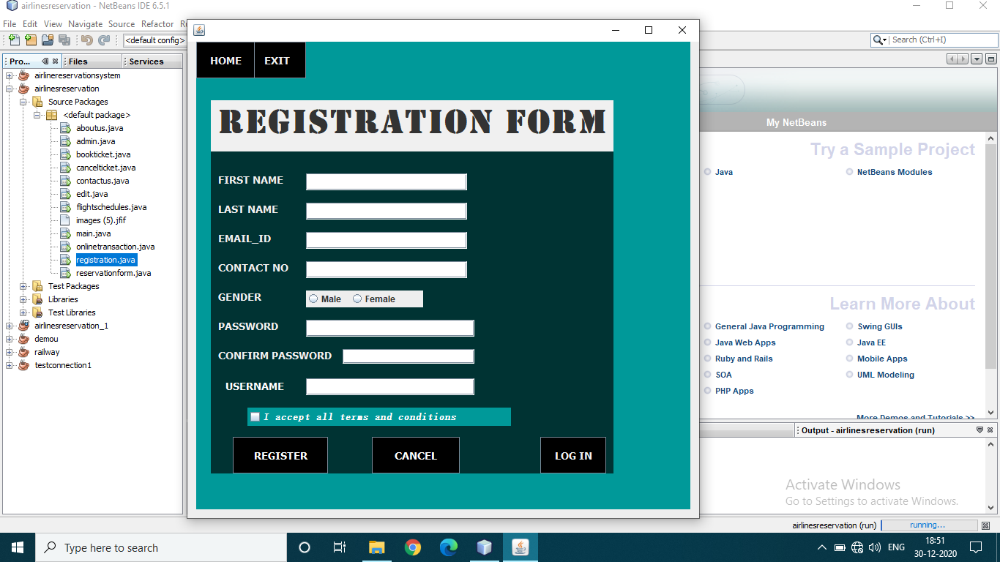 airlinesreservation - NetBeans IDE 6.5.1
File Edit View Navigate Source Refactor
<default config>
Search (Ctrl+I)
Pro... Files Services
airlinereservationsystem
airlinesreservation
Source Packages
<default package>
aboutus.java
admin.java
bookticket.java
cancelticket.java
contactus.java
edit.java
flightschedules.java
images (5).jfif
main.java
onlinetransaction.java
registration.java
reservationform.java
Test Packages
Libraries
Test Libraries
airlinesreservation_1
demou
railway
testconnection1
HOME EXIT
REGISTRATION FORM
FIRST NAME
LAST NAME
EMAIL_ID
CONTACT NO
GENDER Male Female
PASSWORD
CONFIRM PASSWORD
USERNAME
I accept all terms and conditions
REGISTER CANCEL LOG IN
My NetBeans
Try a Sample Project
Java NetBeans Modules
Learn More About
General Java Programming Swing GUIs
Java Web Apps Java EE
Ruby and Rails Mobile Apps
SOA UML Modeling
PHP Apps
More Demos and Tutorials >>
Output - airlinesreservation (run)
Activate Windows
Go to Settings to activate Windows.
airlinesreservation (run) running...
Type here to search
ENG
18:51
30-12-2020